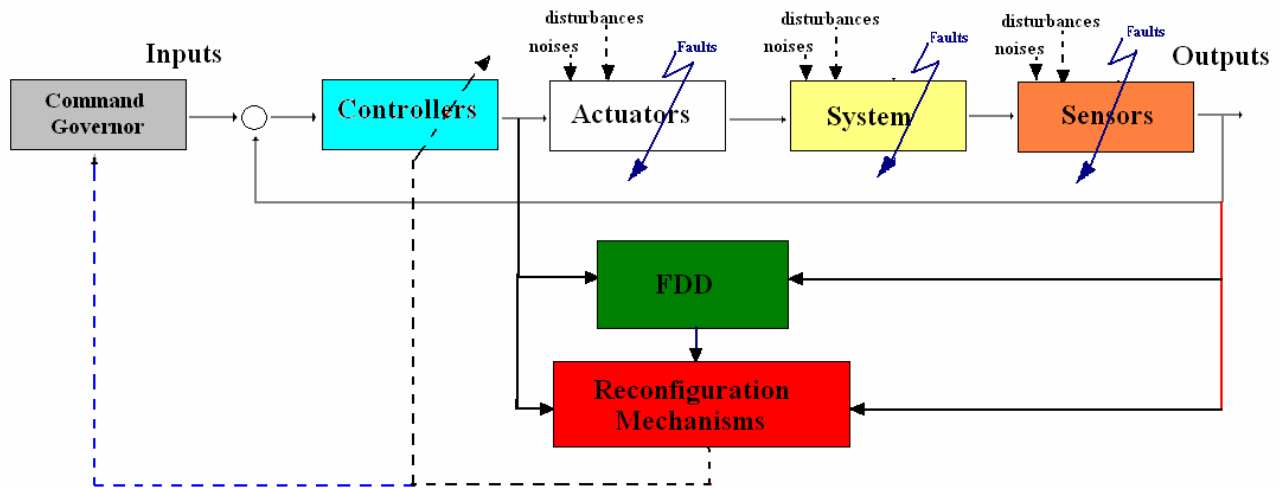 Inputs
disturbances
noises
Faults
disturbances
noises
Faults
disturbances
noises
Faults
Outputs
Command
Governor
Controllers
Actuators
System
Sensors
FDD
Reconfiguration
Mechanisms